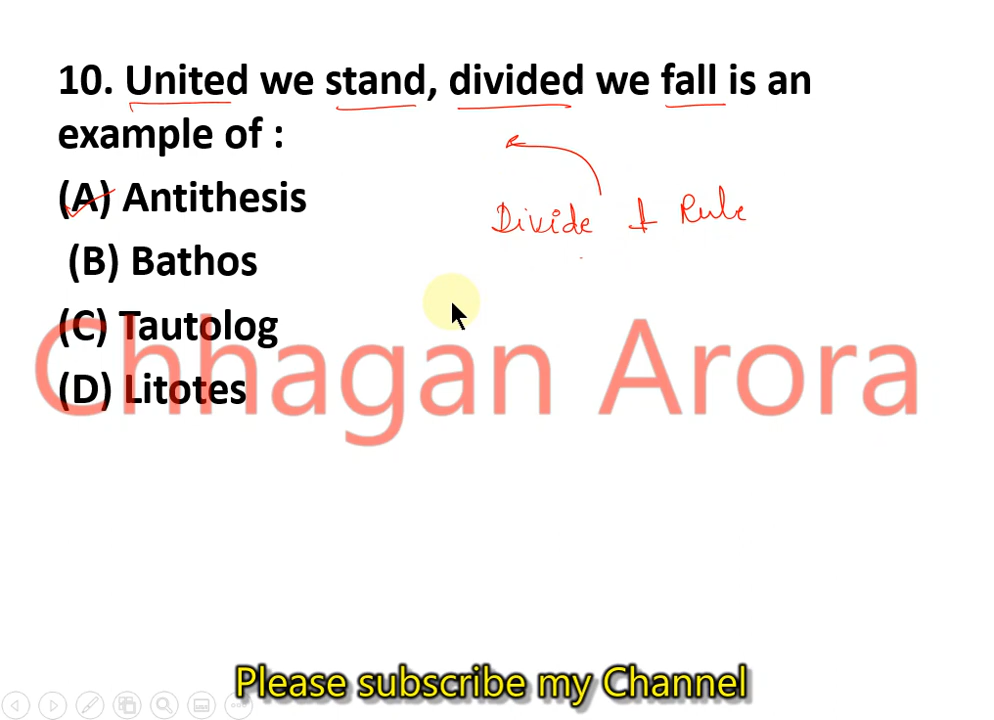 10. United we stand, divided we fall is an
example of :
(A) Antithesis
Divide & Rule
(B) Bathos
(C) Tautolog
Chhagan Arora
(D) Litotes
Please subscribe my Channel